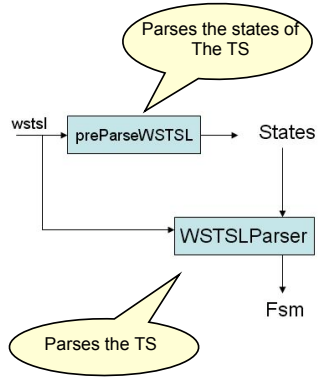 Parses the states of
The TS
wstsl
preParseWSTSL
States
WSTSLParser
Fsm
Parses the TS